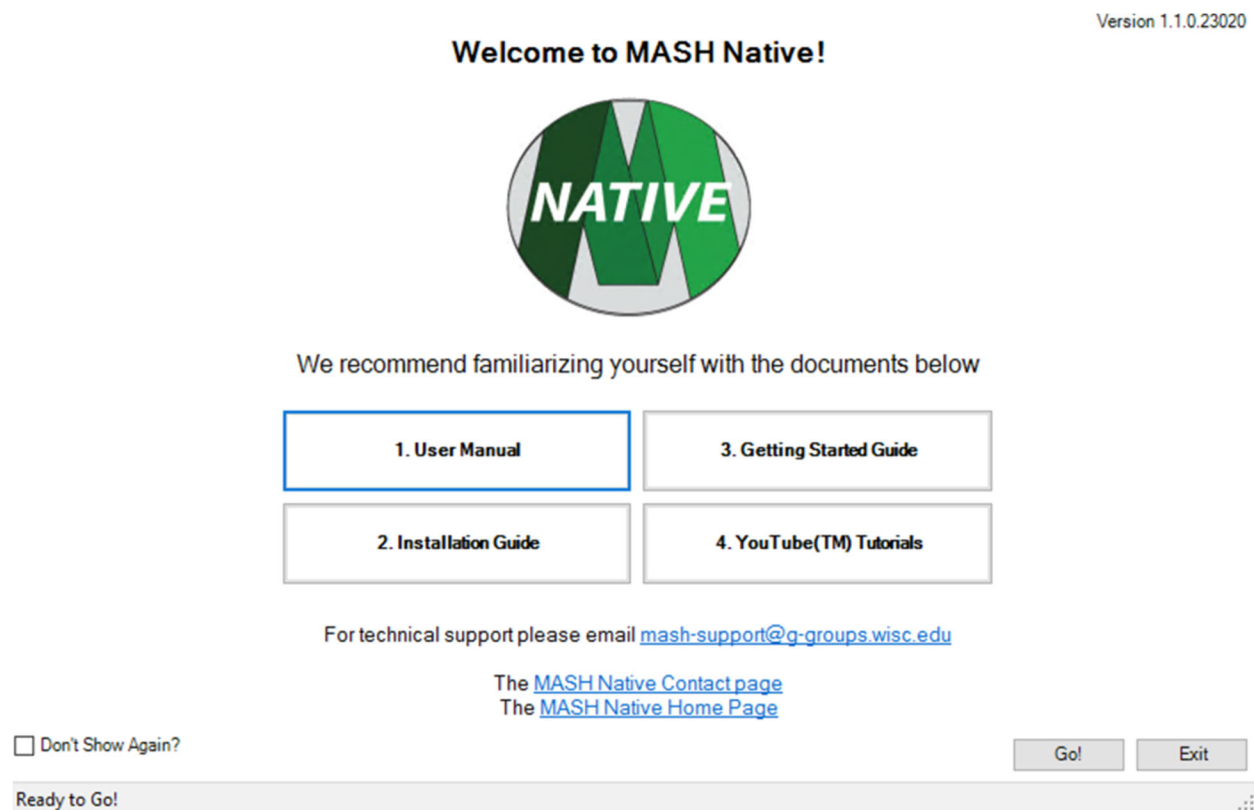 Version 1.1.0.23020
Welcome to MASH Native!
NATIVE
We recommend familiarizing yourself with the documents below
1. User Manual
3. Getting Started Guide
2. Installation Guide
4. YouTube(TM) Tutorials
For technical support please email mash-support@g-groups.wisc.edu
The MASH Native Contact page
The MASH Native Home Page
Don't Show Again?
Go!
Exit
Ready to Go!